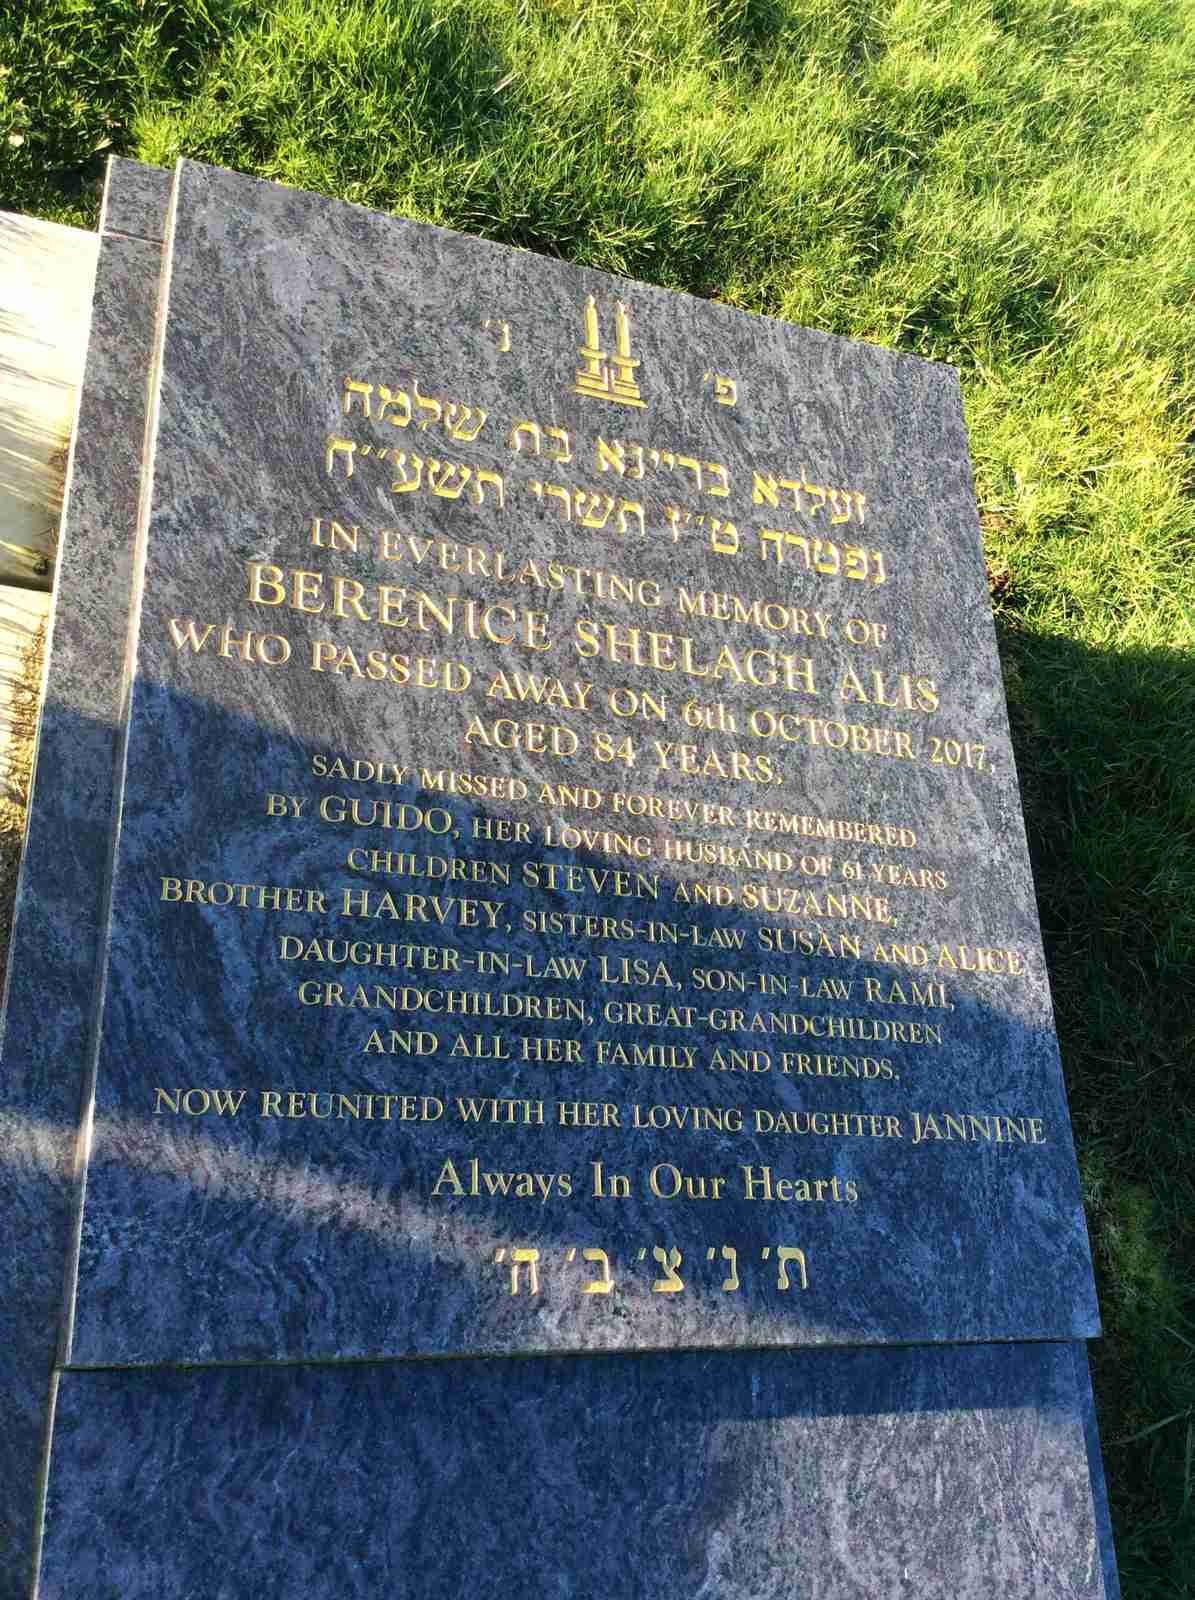 פ׳ נ׳
זעלדא בריינא בת שלמה
נפטרה ט״ז תשרי תשע״ח
IN EVERLASTING MEMORY OF
BERENICE SHELAGH ALIS
WHO PASSED AWAY ON 6th OCTOBER 2017,
AGED 84 YEARS.
SADLY MISSED AND FOREVER REMEMBERED
BY GUIDO, HER LOVING HUSBAND OF 61 YEARS
CHILDREN STEVEN AND SUZANNE,
BROTHER HARVEY, SISTERS-IN-LAW SUSAN AND ALICE
DAUGHTER-IN-LAW LISA, SON-IN-LAW RAMI,
GRANDCHILDREN, GREAT-GRANDCHILDREN
AND ALL HER FAMILY AND FRIENDS.
NOW REUNITED WITH HER LOVING DAUGHTER JANNINE
Always In Our Hearts
ת׳ נ׳ צ׳ ב׳ ה׳